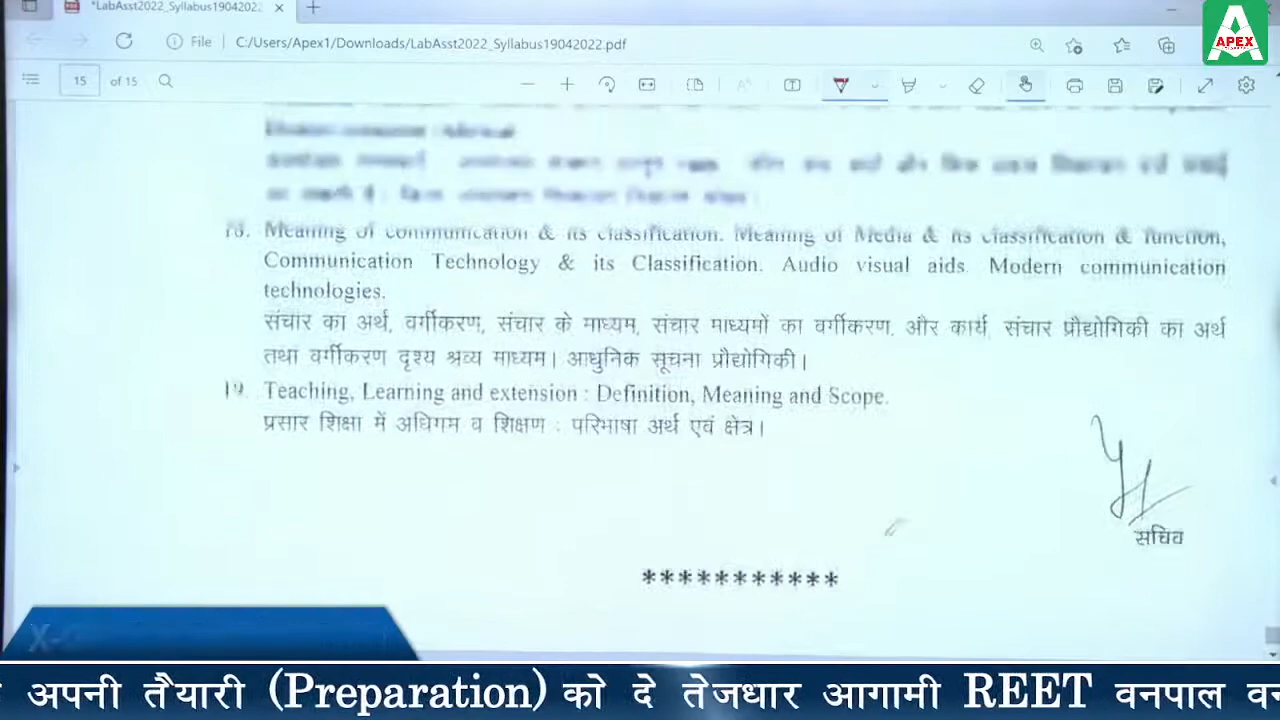 *LabAsst2022_Syllabus1904202
File C:/Users/Apex1/Downloads/LabAsst2022_Syllabus19042022.pdf
APEX
15 of 15
18. Meaning of communication & its classification. Meaning of Media & its classification & function,
Communication Technology & its Classification. Audio visual aids. Modern communication
technologies.
संचार का अर्थ, वर्गीकरण, संचार के माध्यम, संचार माध्यमों का वर्गीकरण, और कार्य, संचार प्रौद्योगिकी का अर्थ
तथा वर्गीकरण दृश्य श्रव्य माध्यम। आधुनिक सूचना प्रौद्योगिकी।
19. Teaching, Learning and extension : Definition, Meaning and Scope.
प्रसार शिक्षा में अधिगम व शिक्षण : परिभाषा अर्थ एवं क्षेत्र।
सचिव
***********
अपनी तैयारी (Preparation) को दे तेजधार आगामी REET वनपाल